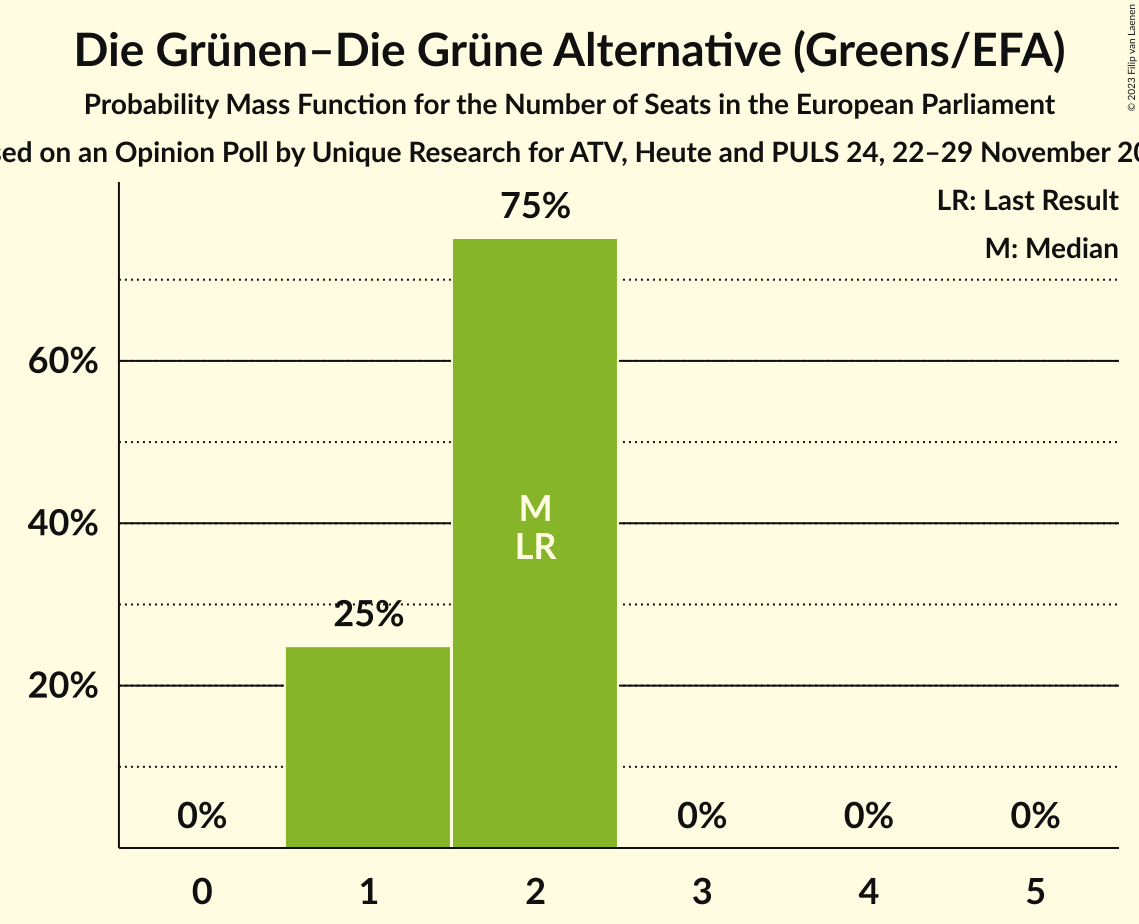 Die Grünen–Die Grüne Alternative (Greens/EFA)
Probability Mass Function for the Number of Seats in the European Parliament
on an Opinion Poll by Unique Research for ATV, Heute and PULS 24, 22–29 November
© 2023 Filip van Laenen
LR: Last Result
M: Median
75%
60%
40%
20%
25%
M
LR
0%
0%
0%
0%
0
1
2
3
4
5